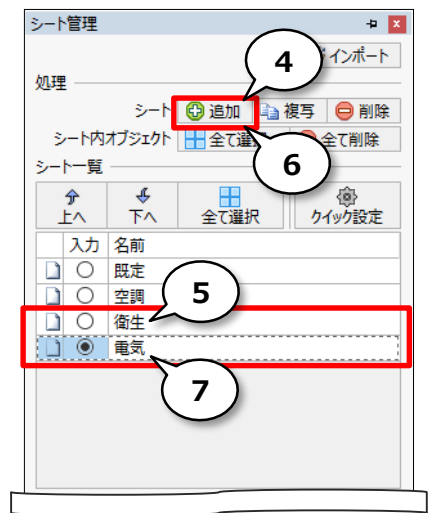 シート管理
4
インポート
処理
シート 追加 複写 削除
シート内オブジェクト 全て選 全て削除
6
シート一覧
上へ 下へ 全て選択 クイック設定
入力 名前
既定
空調
5
衛生
電気
7